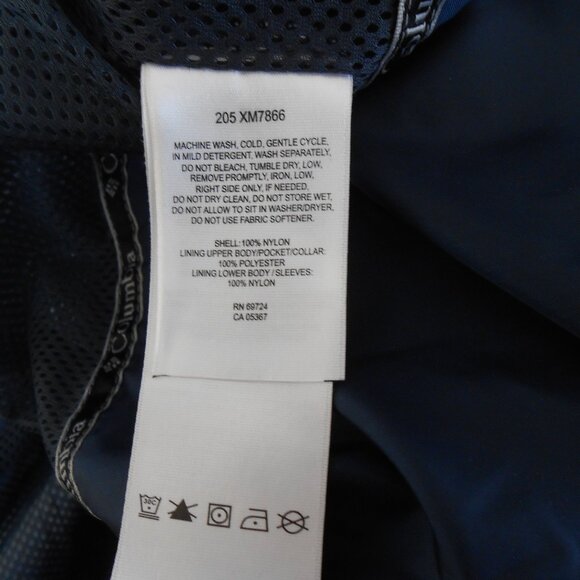 205 XM7866
MACHINE WASH, COLD, GENTLE CYCLE,
IN MILD DETERGENT, WASH SEPARATELY,
DO NOT BLEACH, TUMBLE DRY, LOW,
REMOVE PROMPTLY, IRON, LOW,
RIGHT SIDE ONLY, IF NEEDED,
DO NOT DRY CLEAN, DO NOT STORE WET,
DO NOT ALLOW TO SIT IN WASHER/DRYER.
DO NOT USE FABRIC SOFTENER.
SHELL: 100% NYLON
LINING UPPER BODY/POCKET/COLLAR:
100% POLYESTER
LINING LOWER BODY / SLEEVES:
100% NYLON
RN 69724
CA 05367
30C
Columbia